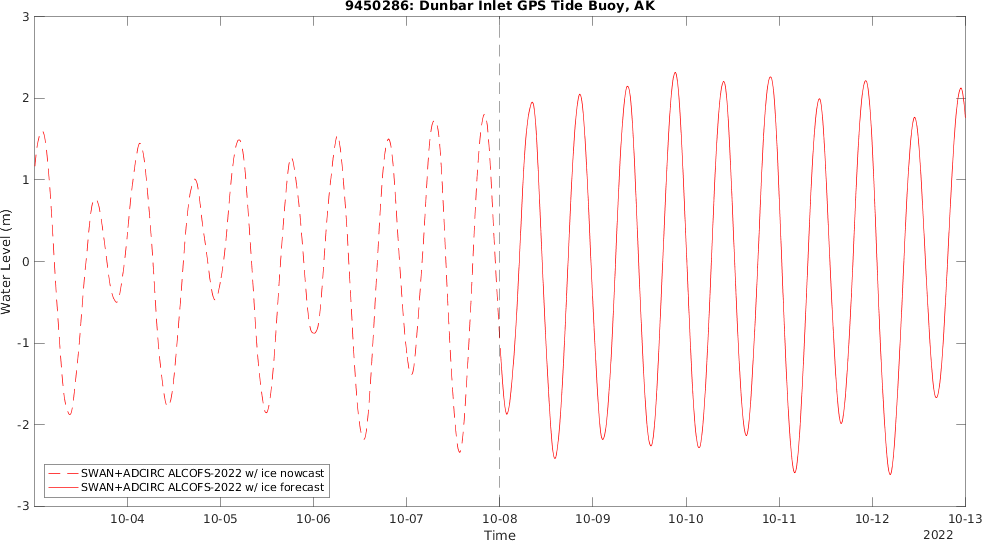 9450286: Dunbar Inlet GPS Tide Buoy, AK
3
2
1
0
-1
-2
-3
Water Level (m)
SWAN+ADCIRC ALCOFS-2022 w/ ice nowcast
SWAN+ADCIRC ALCOFS-2022 w/ ice forecast
10-04 10-05 10-06 10-07 10-08 10-09 10-10 10-11 10-12 10-13
Time
2022